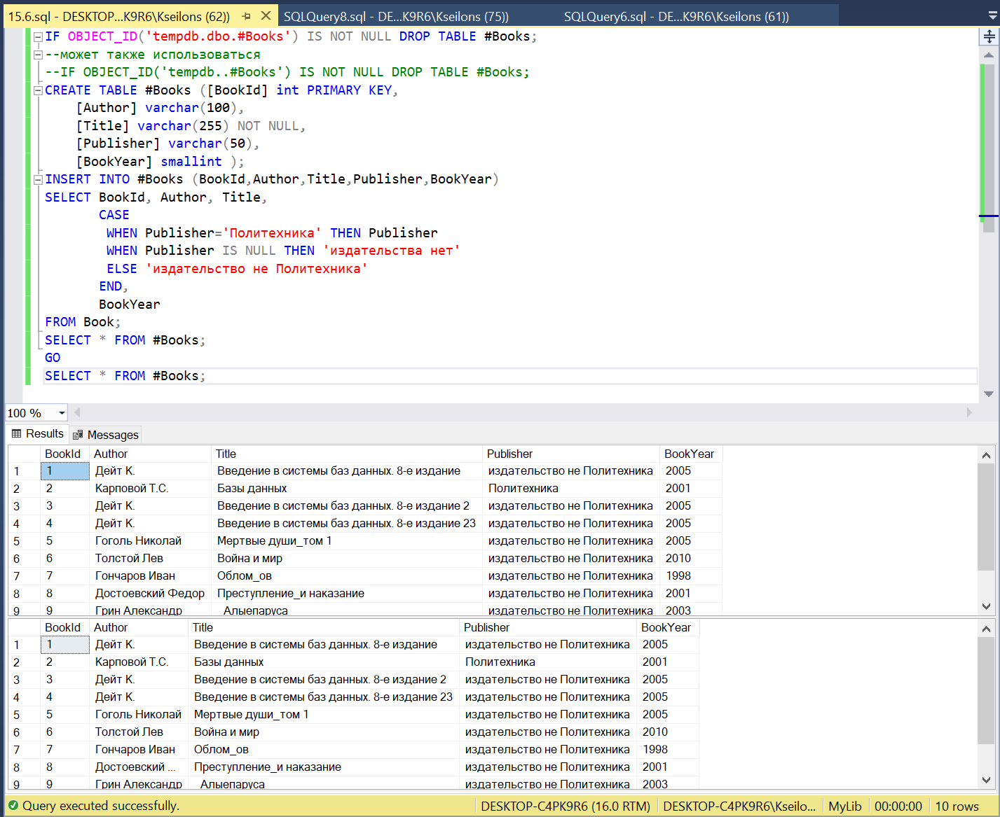 15.6.sql - DESKTOP...K9R6\Kseilons (62)) SQLQuery8.sql - DE...K9R6\Kseilons (75)) SQLQuery6.sql - DE...K9R6\Kseilons (61))
IF OBJECT_ID('tempdb.dbo.#Books') IS NOT NULL DROP TABLE #Books;
--может также использоваться
--IF OBJECT_ID('tempdb..#Books') IS NOT NULL DROP TABLE #Books;
CREATE TABLE #Books ([BookId] int PRIMARY KEY,
[Author] varchar(100),
[Title] varchar(255) NOT NULL,
[Publisher] varchar(50),
[BookYear] smallint );
INSERT INTO #Books (BookId,Author,Title,Publisher,BookYear)
SELECT BookId, Author, Title,
CASE
WHEN Publisher='Политехника' THEN Publisher
WHEN Publisher IS NULL THEN 'издательства нет'
ELSE 'издательство не Политехника'
END,
BookYear
FROM Book;
SELECT * FROM #Books;
GO
SELECT * FROM #Books;
100 %
Results Messages
BookId Author Title Publisher BookYear
1 1 Дейт К. Введение в системы баз данных. 8-е издание издательство не Политехника 2005
2 2 Карповой Т.С. Базы данных Политехника 2001
3 3 Дейт К. Введение в системы баз данных. 8-е издание 2 издательство не Политехника 2005
4 4 Дейт К. Введение в системы баз данных. 8-е издание 23 издательство не Политехника 2005
5 5 Гоголь Николай Мертвые души_том 1 издательство не Политехника 2005
6 6 Толстой Лев Война и мир издательство не Политехника 2010
7 7 Гончаров Иван Облом_ов издательство не Политехника 1998
8 8 Достоевский Федор Преступление_и наказание издательство не Политехника 2001
9 9 Грин Александр Алыепаруса издательство не Политехника 2003
BookId Author Title Publisher BookYear
1 1 Дейт К. Введение в системы баз данных. 8-е издание издательство не Политехника 2005
2 2 Карповой Т.С. Базы данных Политехника 2001
3 3 Дейт К. Введение в системы баз данных. 8-е издание 2 издательство не Политехника 2005
4 4 Дейт К. Введение в системы баз данных. 8-е издание 23 издательство не Политехника 2005
5 5 Гоголь Николай Мертвые души_том 1 издательство не Политехника 2005
6 6 Толстой Лев Война и мир издательство не Политехника 2010
7 7 Гончаров Иван Облом_ов издательство не Политехника 1998
8 8 Достоевский ... Преступление_и наказание издательство не Политехника 2001
9 9 Грин Александр Алыепаруса издательство не Политехника 2003
Query executed successfully. DESKTOP-C4PK9R6 (16.0 RTM) DESKTOP-C4PK9R6\Kseilo... MyLib 00:00:00 10 rows